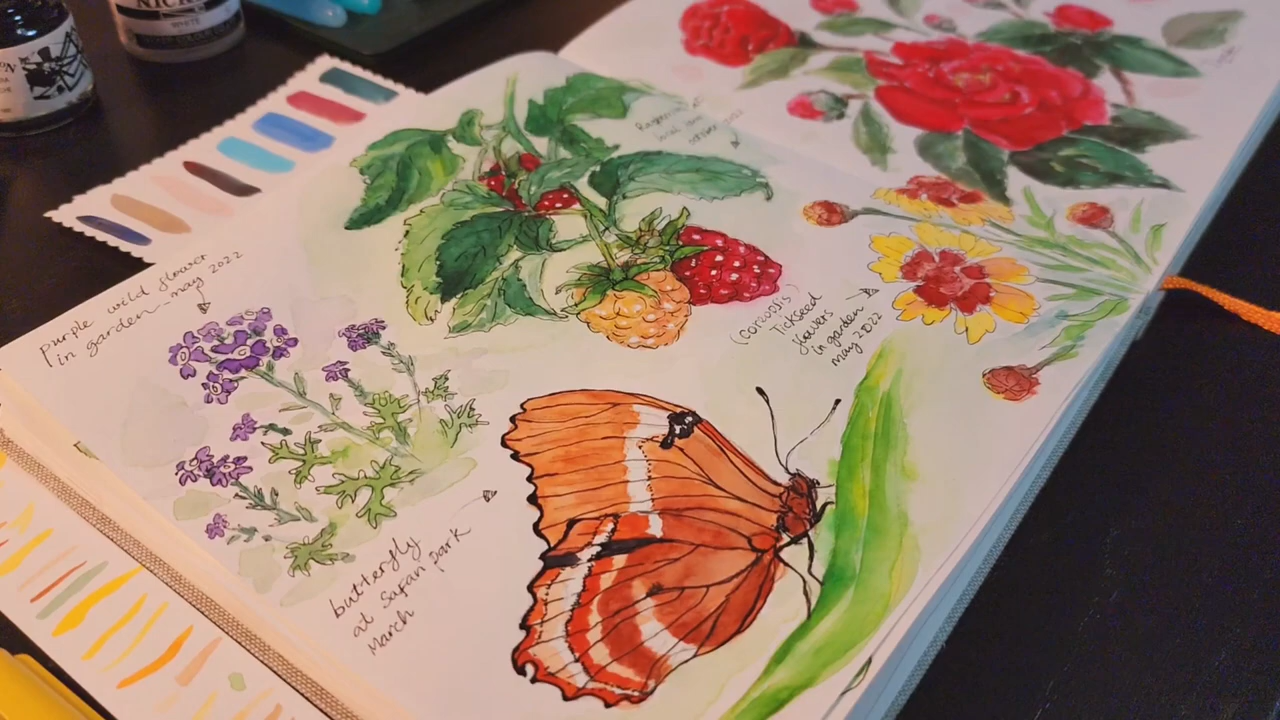 WHITE
purple wild flower
in garden - may 2022
(coreopsis)
Tickseed
flowers
in garden
may 2022
butterfly
at Safari park
March